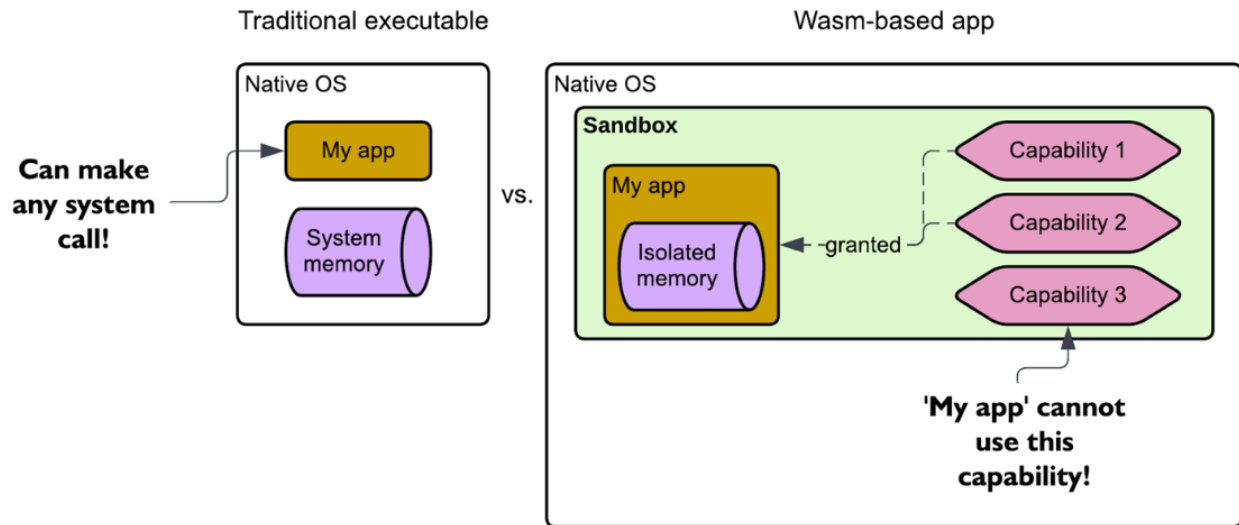 Traditional executable
Wasm-based app
Native OS
My app
System
memory
Can make
any system
call!
vs.
Native OS
Sandbox
My app
Isolated
memory
granted
Capability 1
Capability 2
Capability 3
'My app' cannot
use this
capability!